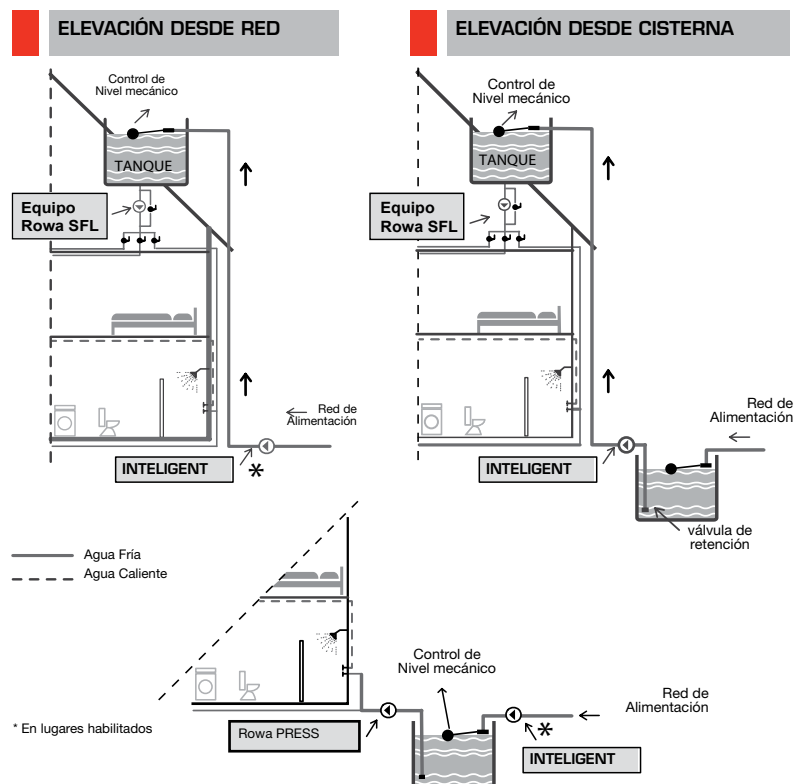 ELEVACIÓN DESDE RED
Control de
Nivel mecánico
TANQUE
Equipo
Rowa SFL
Red de
Alimentación
INTELIGENT
*
ELEVACIÓN DESDE CISTERNA
Control de
Nivel mecánico
TANQUE
Equipo
Rowa SFL
Red de
Alimentación
INTELIGENT
válvula de
retención
Agua Fría
Agua Caliente
Control de
Nivel mecánico
Red de
Alimentación
*
* En lugares habilitados
Rowa PRESS
INTELIGENT